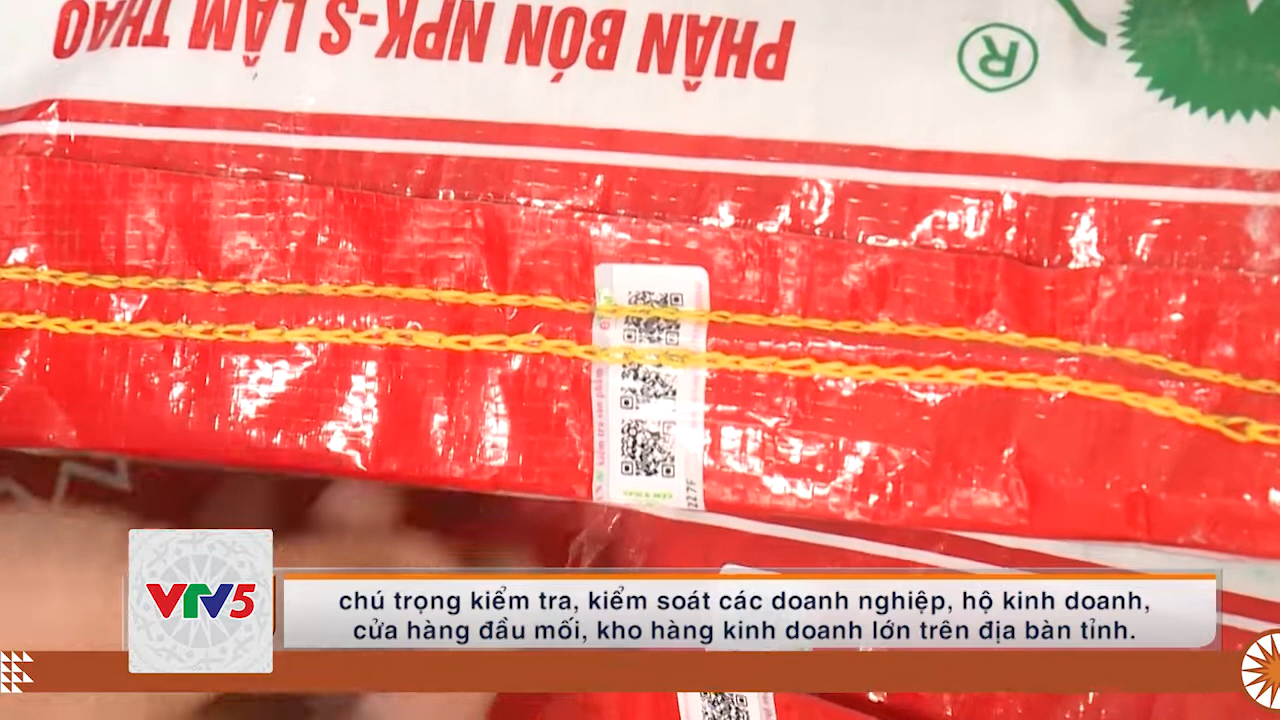 PHÂN BÓN NPK-S LÂM THAO
®
VTV5
chú trọng kiểm tra, kiểm soát các doanh nghiệp, hộ kinh doanh,
cửa hàng đầu mối, kho hàng kinh doanh lớn trên địa bàn tỉnh.